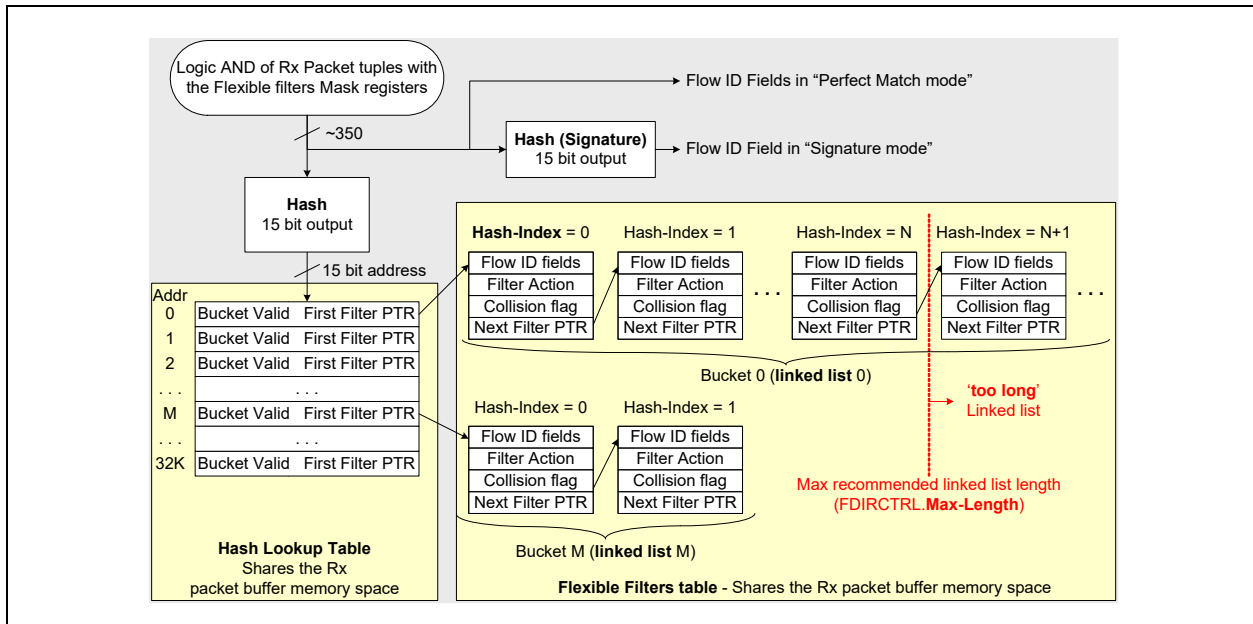 Logic AND of Rx Packet tuples with
the Flexible filters Mask registers
Flow ID Fields in “Perfect Match mode”
~350
Hash (Signature)
15 bit output
Flow ID Field in “Signature mode”
Hash
15 bit output
15 bit address
Addr
0 Bucket Valid First Filter PTR
1 Bucket Valid First Filter PTR
2 Bucket Valid First Filter PTR
. . . . . .
M Bucket Valid First Filter PTR
. . . . . .
32K Bucket Valid First Filter PTR
Hash Lookup Table
Shares the Rx
packet buffer memory space
Hash-Index = 0 Hash-Index = 1 Hash-Index = N Hash-Index = N+1
Flow ID fields Flow ID fields Flow ID fields Flow ID fields
Filter Action Filter Action Filter Action Filter Action
Collision flag Collision flag . . . Collision flag Collision flag . . .
Next Filter PTR Next Filter PTR Next Filter PTR Next Filter PTR
Bucket 0 (linked list 0)
‘too long’
Linked list
Hash-Index = 0 Hash-Index = 1
Flow ID fields Flow ID fields
Filter Action Filter Action
Collision flag Collision flag
Next Filter PTR Next Filter PTR
Max recommended linked list length
(FDIRCTRL.Max-Length)
Bucket M (linked list M)
Flexible Filters table - Shares the Rx packet buffer memory space